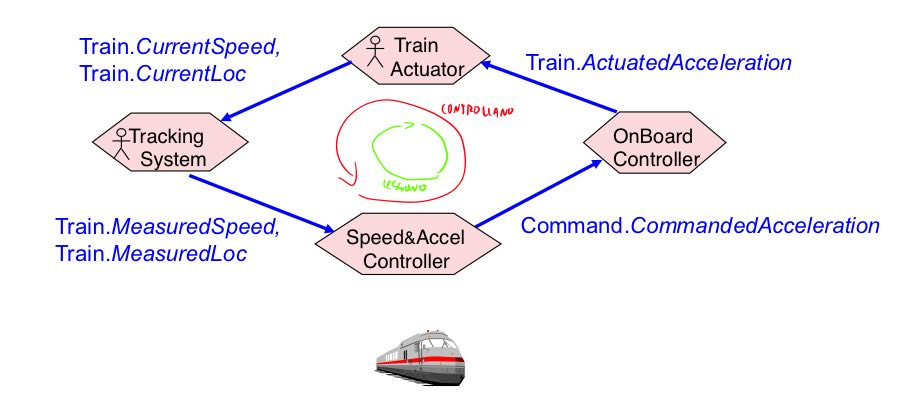 Train.CurrentSpeed,
Train.CurrentLoc
Train
Actuator
Train.ActuatedAcceleration
CONTROLLANO
Tracking
System
OnBoard
Controller
LEGGONO
Train.MeasuredSpeed,
Train.MeasuredLoc
Speed&Accel
Controller
Command.CommandedAcceleration